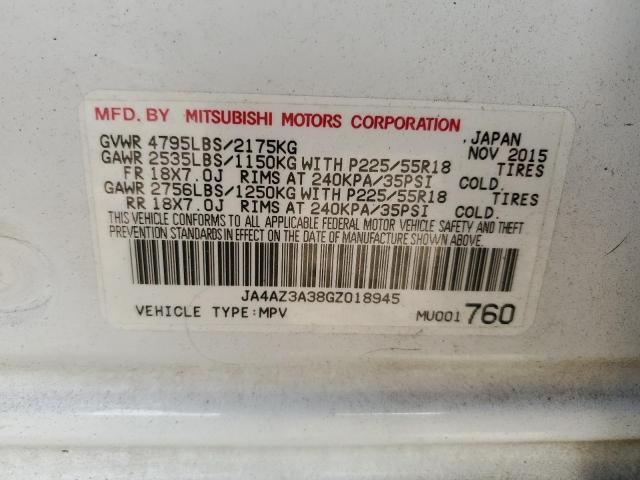 MFD. BY MITSUBISHI MOTORS CORPORATION
JAPAN
GVWR 4795LBS/2175KG NOV 2015
GAWR 2535LBS/1150KG WITH P225/55R18 TIRES
FR 18X7.0J RIMS AT 240KPA/35PSI COLD.
GAWR 2756LBS/1250KG WITH P225/55R18 TIRES
RR 18X7.0J RIMS AT 240KPA/35PSI COLD.
THIS VEHICLE CONFORMS TO ALL APPLICABLE FEDERAL MOTOR VEHICLE SAFETY AND THEFT
PREVENTION STANDARDS IN EFFECT ON THE DATE OF MANUFACTURE SHOWN ABOVE.
JA4AZ3A38GZ018945
VEHICLE TYPE:MPV MU001 760